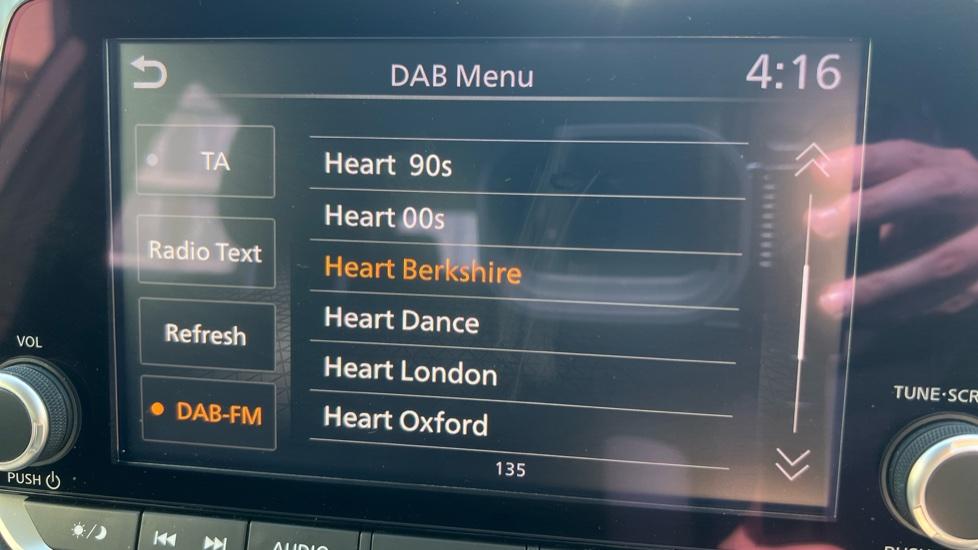 DAB Menu
4:16
TA
Heart 90s
Heart 00s
Radio Text
Heart Berkshire
Refresh
Heart Dance
VOL
Heart London
TUNE·SCR
DAB-FM
Heart Oxford
135
PUSH
AUDIO